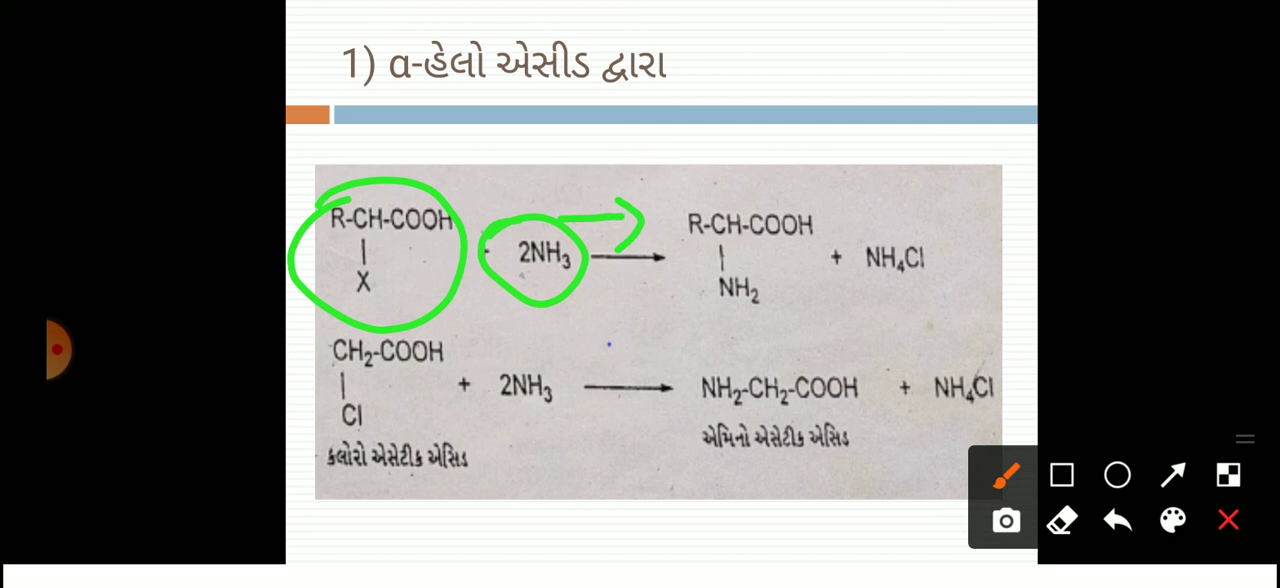 1) α-હેલો એસીડ દ્વારા
R-CH-COOH
|
X
2NH₃
R-CH-COOH
|
NH₂
+ NH₄Cl
CH₂-COOH
|
Cl
+ 2NH₃
NH₂-CH₂-COOH + NH₄Cl
કલોરો એસેટીક એસિડ
એમિનો એસેટીક એસિડ